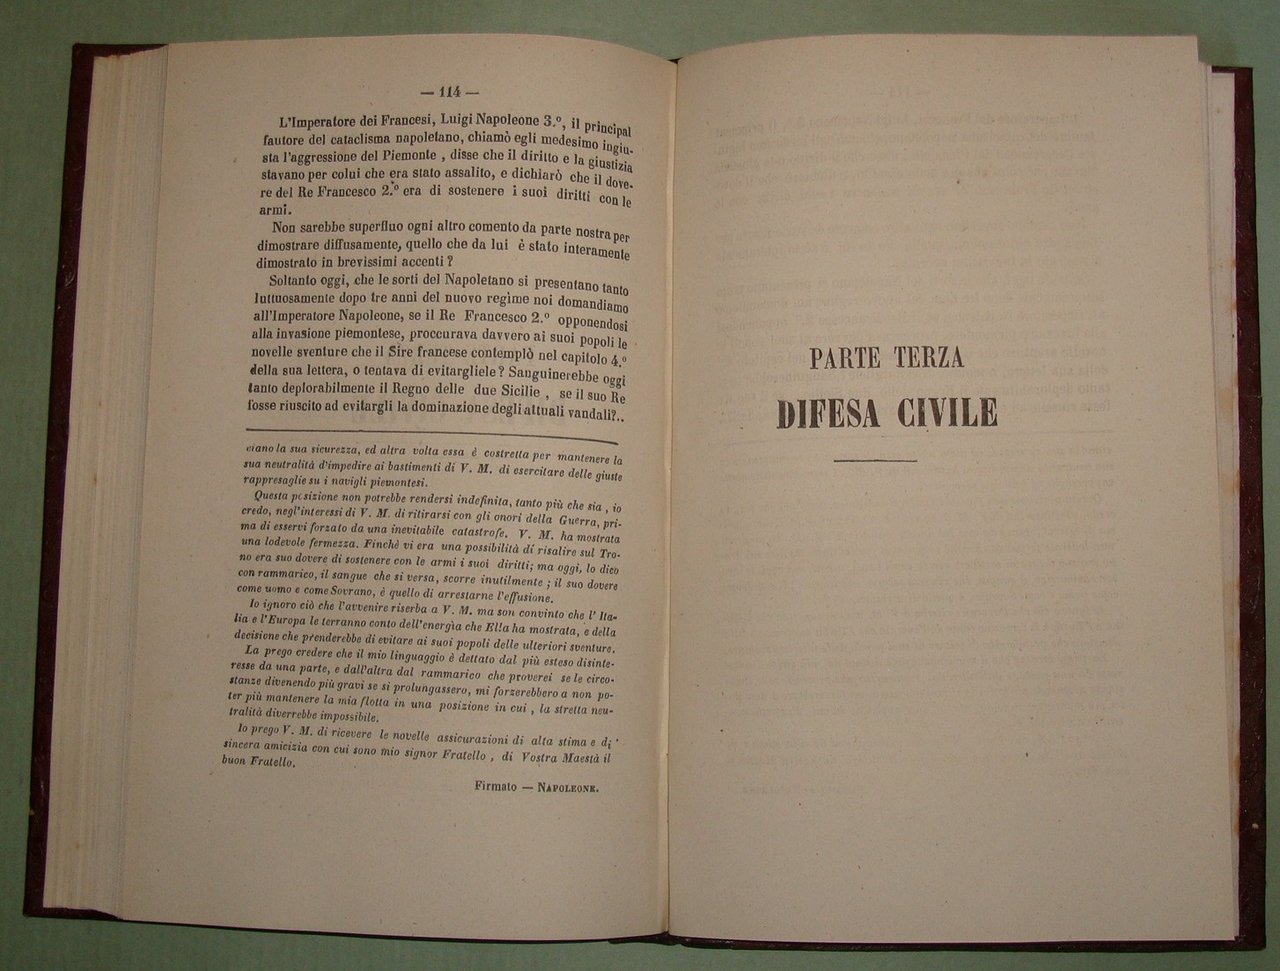 — 114 —
L'Imperatore dei Francesi, Luigi Napoleone 3.º, il principal
fautore del cataclisma napoletano, chiamò egli medesimo ingiu-
sta l'aggressione del Piemonte , disse che il diritto e la giustizia
stavano per colui che era stato assalito, e dichiarò che il dove-
re del Re Francesco 2.º era di sostenere i suoi diritti con le
armi.
Non sarebbe superfluo ogni altro comento da parte nostra per
dimostrare diffusamente, quello che da lui è stato interamente
dimostrato in brevissimi accenti ?
Soltanto oggi, che le sorti del Napoletano si presentano tanto
luttuosamente dopo tre anni del nuovo regime noi domandiamo
all'Imperatore Napoleone, se il Re Francesco 2.º opponendosi
alla invasione piemontese, proccurava davvero ai suoi popoli le
novelle sventure che il Sire francese contemplò nel capitolo 4.º
della sua lettera, o tentava di evitargliele ? Sanguinerebbe oggi
tanto deplorabilmente il Regno delle due Sicilie , se il suo Re
fosse riuscito ad evitargli la dominazione degli attuali vandali?..
ciano la sua sicurezza, ed altra volta essa è costretta per mantenere la
sua neutralità d'impedire ai bastimenti di V. M. di esercitare delle giuste
rappresaglie su i navigli piemontesi.
Questa posizione non potrebbe rendersi indefinita, tanto più che sia , io
credo, negl'interessi di V. M. di ritirarsi con gli onori della Guerra, pri-
ma di esservi forzato da una inevitabile catastrofe. V. M. ha mostrata
una lodevole fermezza. Finchè vi era una possibilità di risalire sul Tro-
no era suo dovere di sostenere con le armi i suoi diritti; ma oggi, lo dico
con rammarico, il sangue che si versa, scorre inutilmente ; il suo dovere
come uomo e come Sovrano, è quello di arrestarne l'effusione.
Io ignoro ciò che l'avvenire riserba a V. M. ma son convinto che l' Ita-
lia e l'Europa le terranno conto dell'energia che Ella ha mostrata, e della
decisione che prenderebbe di evitare ai suoi popoli delle ulteriori sventure.
La prego credere che il mio linguaggio è dettato dal più esteso disinte-
resse da una parte, e dall'altra dal rammarico che proverei se le circo-
stanze divenendo più gravi se si prolungassero, mi forzerebbero a non po-
ter più mantenere la mia flotta in una posizione in cui , la stretta neu-
tralità diverrebbe impossibile.
Io prego V. M. di ricevere le novelle assicurazioni di alta stima e di
sincera amicizia con cui sono mio signor Fratello , di Vostra Maestà il
buon Fratello.
Firmato — NAPOLEONE.
PARTE TERZA
DIFESA CIVILE